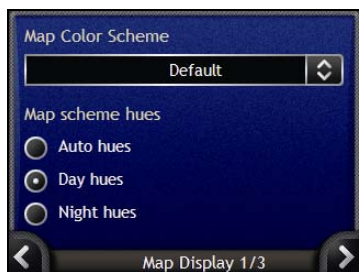 Map Color Scheme
Default
Map scheme hues
Auto hues
Day hues
Night hues
Map Display 1/3